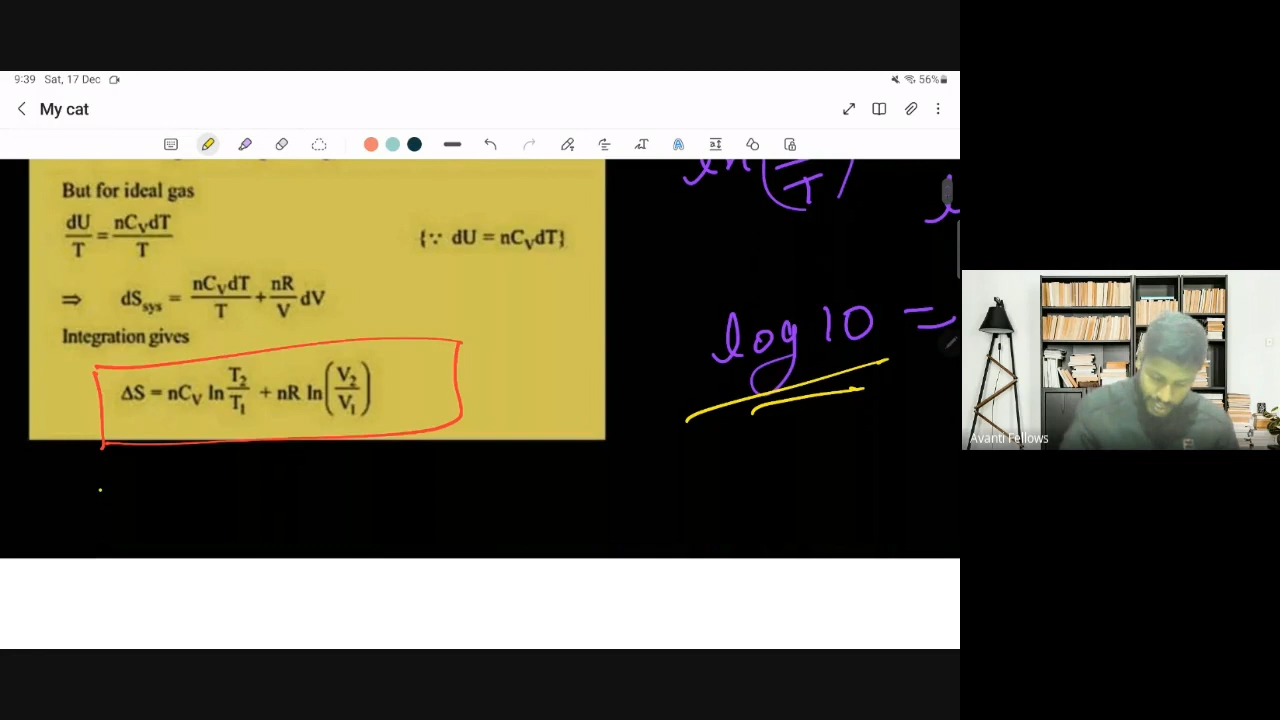 9:39 Sat, 17 Dec
56%
My cat
But for ideal gas
dU/T = nC_VdT/T {∵ dU = nC_VdT}
⇒ dS_sys = nC_VdT/T + nR/V dV
Integration gives
ΔS = nC_V ln T₂/T₁ + nR ln(V₂/V₁)
log 10 =
Avanti Fellows